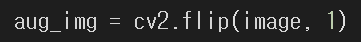 aug_img = cv2.flip(image, 1)